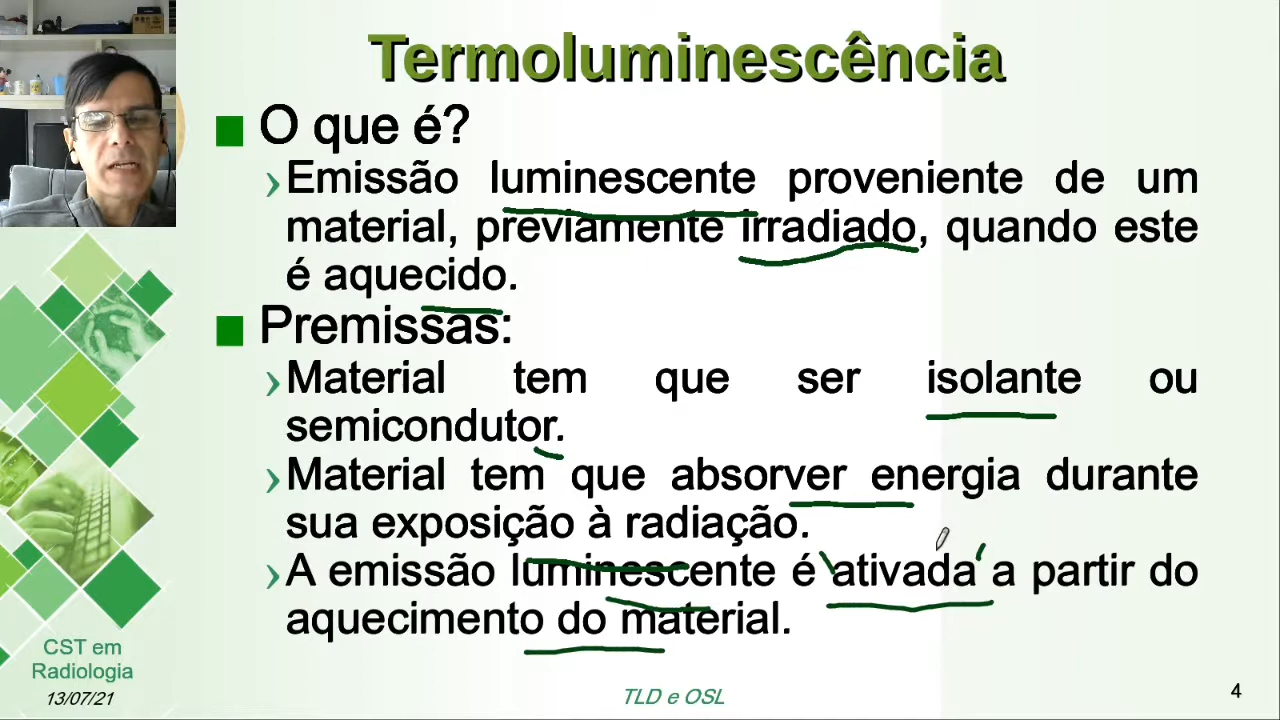 Termoluminescência
O que é?
Emissão luminescente proveniente de um
material, previamente irradiado, quando este
é aquecido.
Premissas:
Material tem que ser isolante ou
semicondutor.
Material tem que absorver energia durante
sua exposição à radiação.
A emissão luminescente é ativada a partir do
aquecimento do material.
CST em
Radiologia
13/07/21
TLD e OSL
4